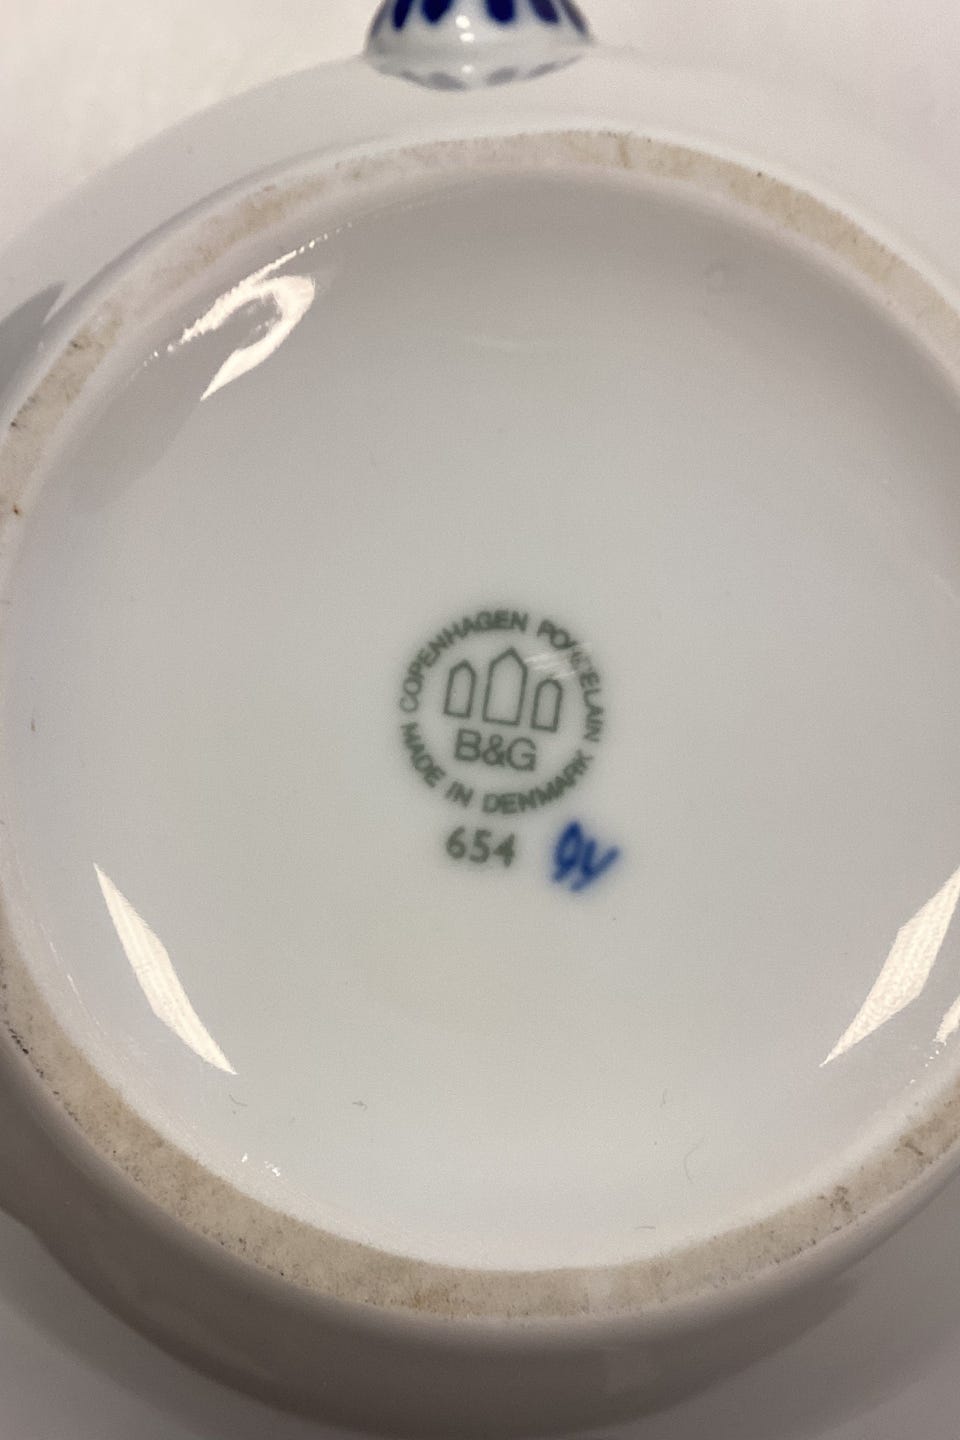 COPENHAGEN PORCELAIN
B&G
MADE IN DENMARK
654